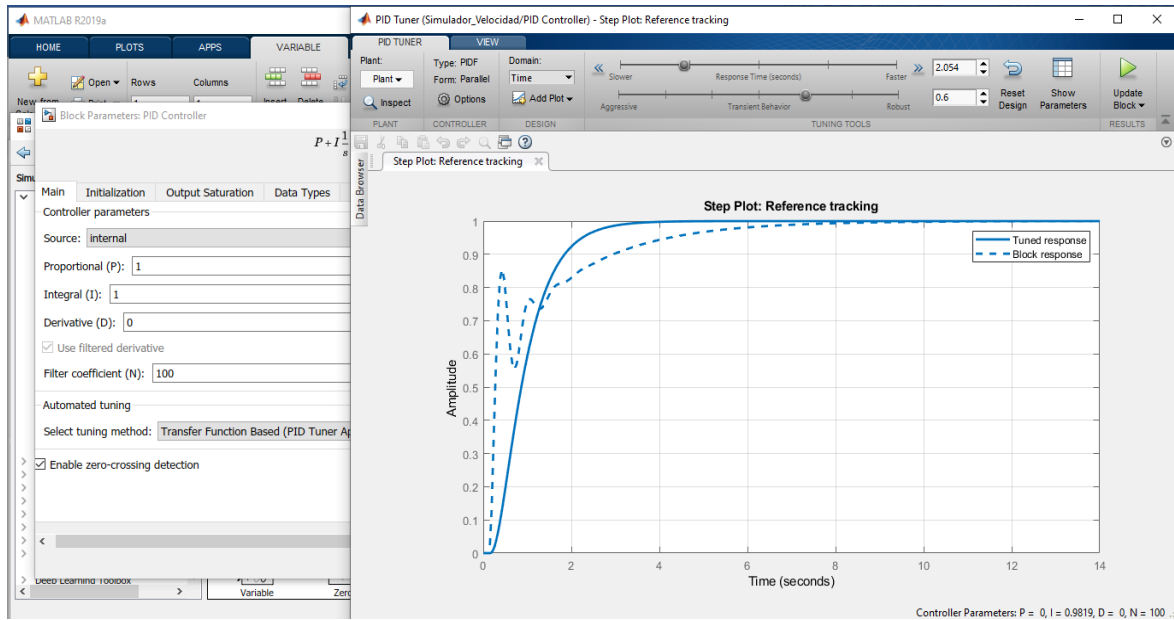 MATLAB R2019a
HOME PLOTS APPS VARIABLE
Open Rows Columns
New from
Insert Delete
Block Parameters: PID Controller
P+I 1
s
Main Initialization Output Saturation Data Types
Controller parameters
Source: internal
Proportional (P): 1
Integral (I): 1
Derivative (D): 0
Use filtered derivative
Filter coefficient (N): 100
Automated tuning
Select tuning method: Transfer Function Based (PID Tuner Ap
Enable zero-crossing detection
Deep Learning Toolbox
Variable Zero
PID Tuner (Simulador_Velocidad/PID Controller) - Step Plot: Reference tracking
PID TUNER VIEW
Plant: Type: PIDF Domain:
Plant Form: Parallel Time
Slower Response Time (seconds) Faster 2.054
Inspect Options Add Plot
Aggressive Transient Behavior Robust 0.6
Reset Design
Show Parameters
Update Block
PLANT CONTROLLER DESIGN TUNING TOOLS RESULTS
Data Browser
Step Plot: Reference tracking
Step Plot: Reference tracking
Tuned response
Block response
Amplitude
1
0.9
0.8
0.7
0.6
0.5
0.4
0.3
0.2
0.1
0
0 2 4 6 8 10 12 14
Time (seconds)
Controller Parameters: P = 0, I = 0.9819, D = 0, N = 100